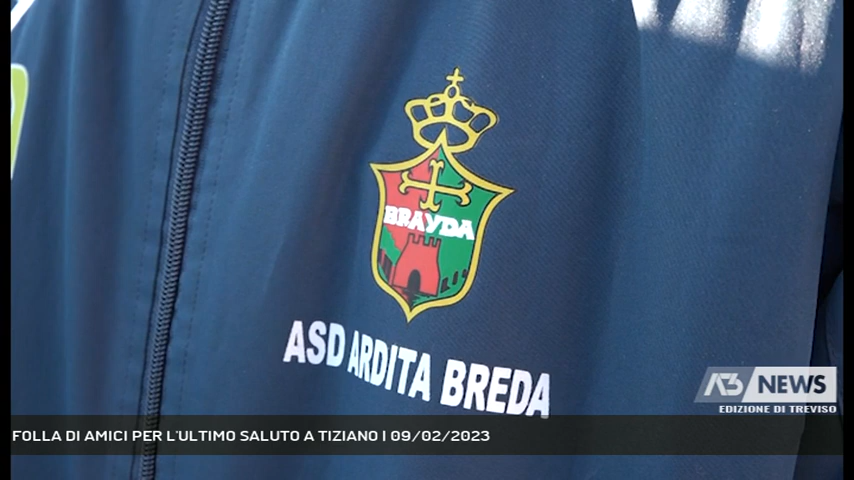 BRAYDA
ASD ARDITA BREDA
A3 NEWS
EDIZIONE DI TREVISO
FOLLA DI AMICI PER L'ULTIMO SALUTO A TIZIANO | 09/02/2023